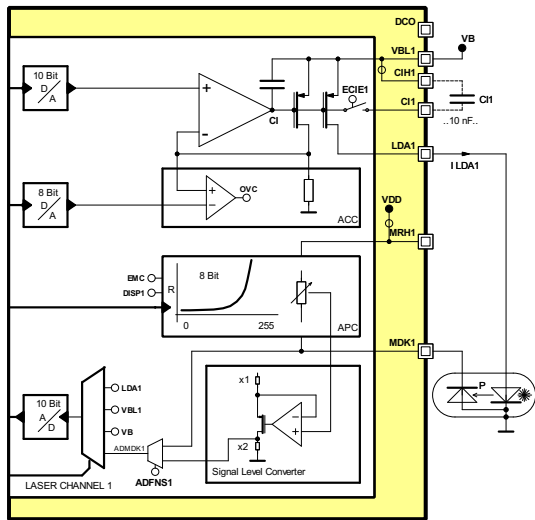 DCO
VBL1
VB
CIH1
10 Bit
D
A
+
ECIE1
CI1
CI1
CI
..10 nF..
-
LDA1
I LDA1
8 Bit
D
A
+
-
OVC
ACC
VDD
MRH1
EMC
DISP1
R
8 Bit
0
255
APC
MDK1
10 Bit
A
D
LDA1
VBL1
VB
ADMDK1
ADFNS1
x1
x2
-
+
Signal Level Converter
P
LASER CHANNEL 1